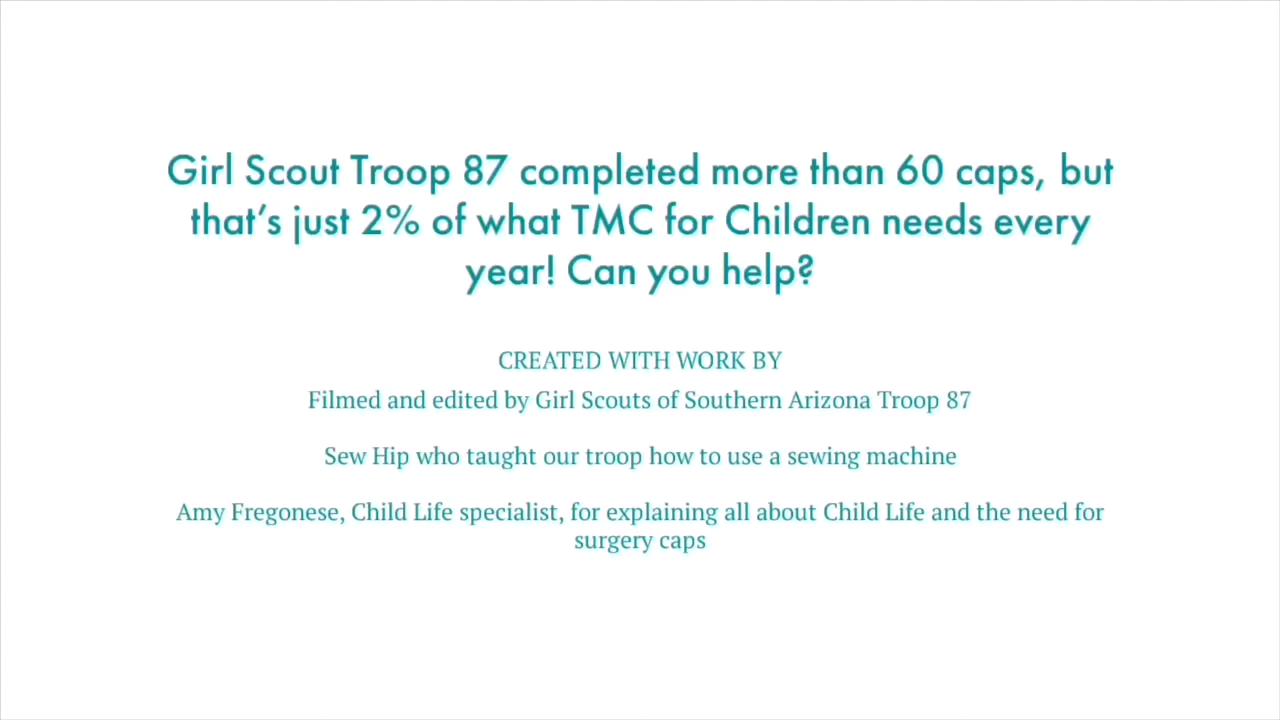 Girl Scout Troop 87 completed more than 60 caps, but
that’s just 2% of what TMC for Children needs every
year! Can you help?
CREATED WITH WORK BY
Filmed and edited by Girl Scouts of Southern Arizona Troop 87
Sew Hip who taught our troop how to use a sewing machine
Amy Fregonese, Child Life specialist, for explaining all about Child Life and the need for
surgery caps